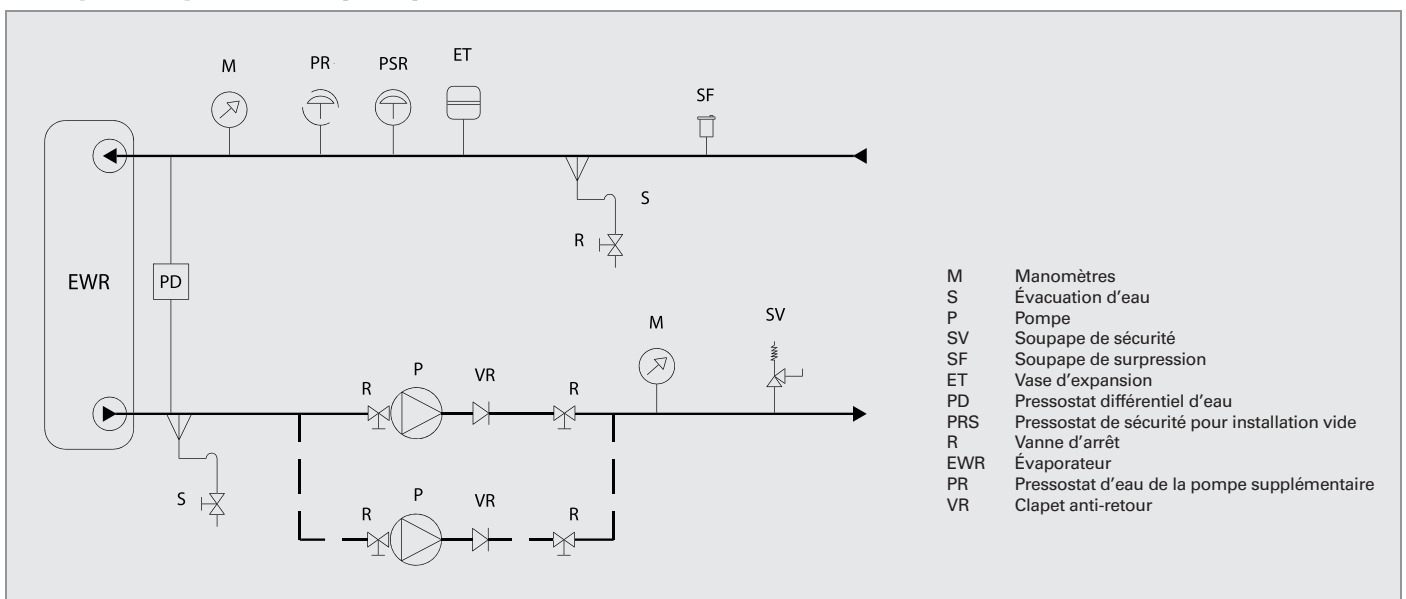 M PR PSR ET
SF
S
R
EWR PD
M SV
R P VR R
S
R P VR R
M Manomètres
S Évacuation d'eau
P Pompe
SV Soupape de sécurité
SF Soupape de surpression
ET Vase d'expansion
PD Pressostat différentiel d'eau
PRS Pressostat de sécurité pour installation vide
R Vanne d'arrêt
EWR Évaporateur
PR Pressostat d'eau de la pompe supplémentaire
VR Clapet anti-retour